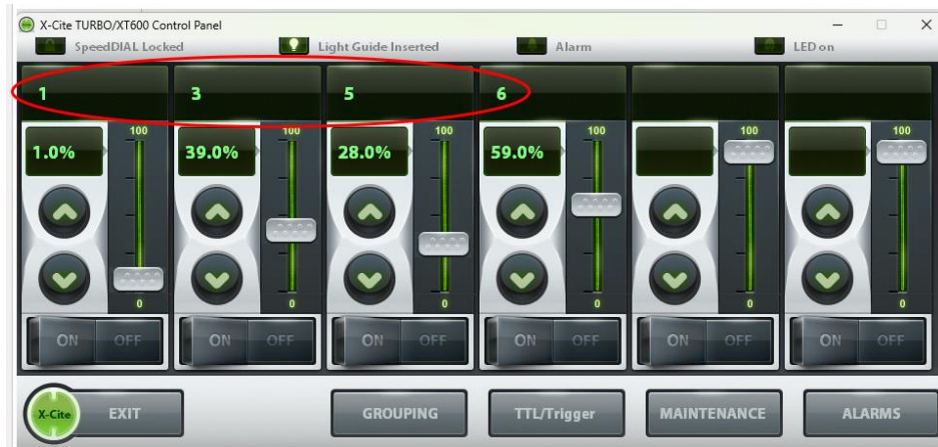 X-Cite TURBO/XT600 Control Panel
SpeedDIAL Locked Light Guide Inserted Alarm LED on
1 3 5 6
100 100 100 100 100 100
1.0% 39.0% 28.0% 59.0%
0 0 0 0 0 0
ON OFF ON OFF ON OFF ON OFF ON OFF ON OFF
X-Cite EXIT GROUPING TTL/Trigger MAINTENANCE ALARMS